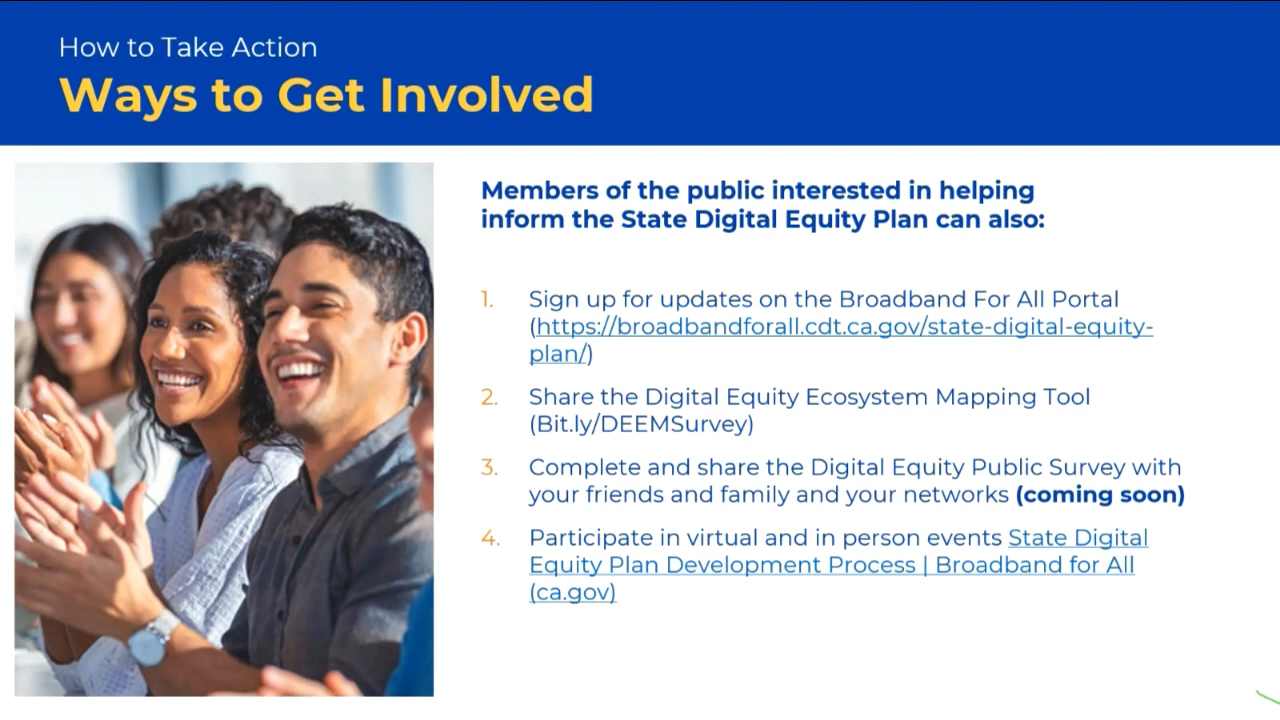 How to Take Action
Ways to Get Involved
Members of the public interested in helping
inform the State Digital Equity Plan can also:
1. Sign up for updates on the Broadband For All Portal
(https://broadbandforall.cdt.ca.gov/state-digital-equity-
plan/)
2. Share the Digital Equity Ecosystem Mapping Tool
(Bit.ly/DEEMSurvey)
3. Complete and share the Digital Equity Public Survey with
your friends and family and your networks (coming soon)
4. Participate in virtual and in person events State Digital
Equity Plan Development Process | Broadband for All
(ca.gov)